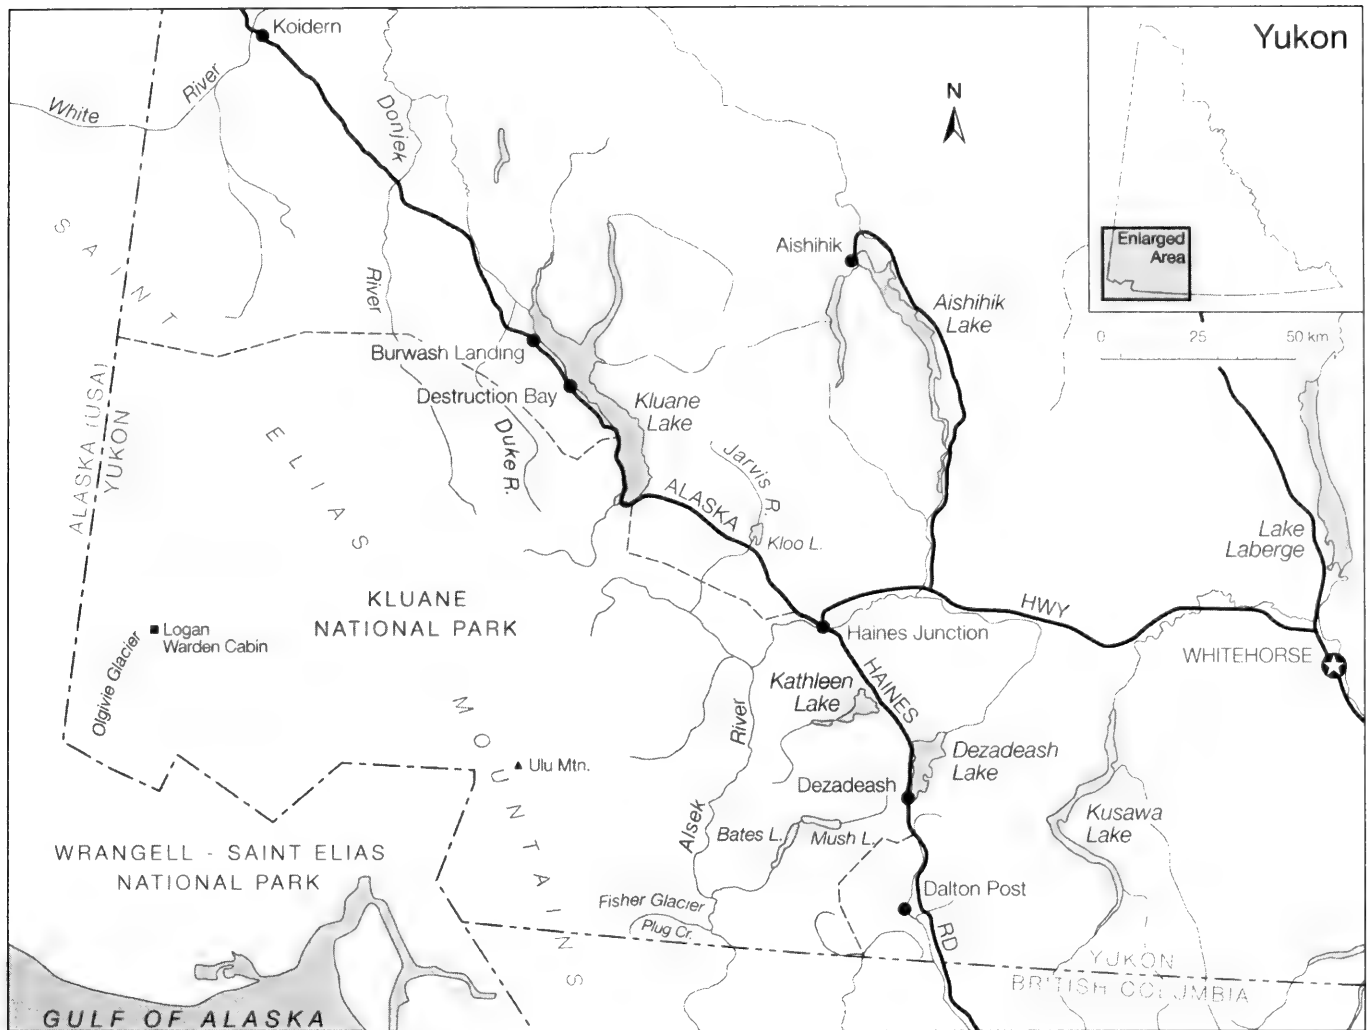 Koidern
Yukon
White
River
Donjek
N
Enlarged
Area
Aishihik
SAINT
River
Aishihik
Lake
0 25 50 km
Burwash Landing
Destruction Bay
Kluane
Lake
ALASKA (USA)
YUKON
ELIAS
Duke R.
Jarvis R.
ALASKA
Kloo L.
Lake
Laberge
KLUANE
NATIONAL PARK
HWY
Logan
Warden Cabin
Haines Junction
WHITEHORSE
Olgivie Glacier
HAINES
Kathleen
Lake
River
MOUNTAINS
Dezadeash
Lake
Ulu Mtn.
Dezadeash
Alsek
Bates L.
Mush L.
Kusawa
Lake
WRANGELL - SAINT ELIAS
NATIONAL PARK
Dalton Post
Fisher Glacier
Plug Cr.
RD
YUKON
BRITISH COLUMBIA
GULF OF ALASKA